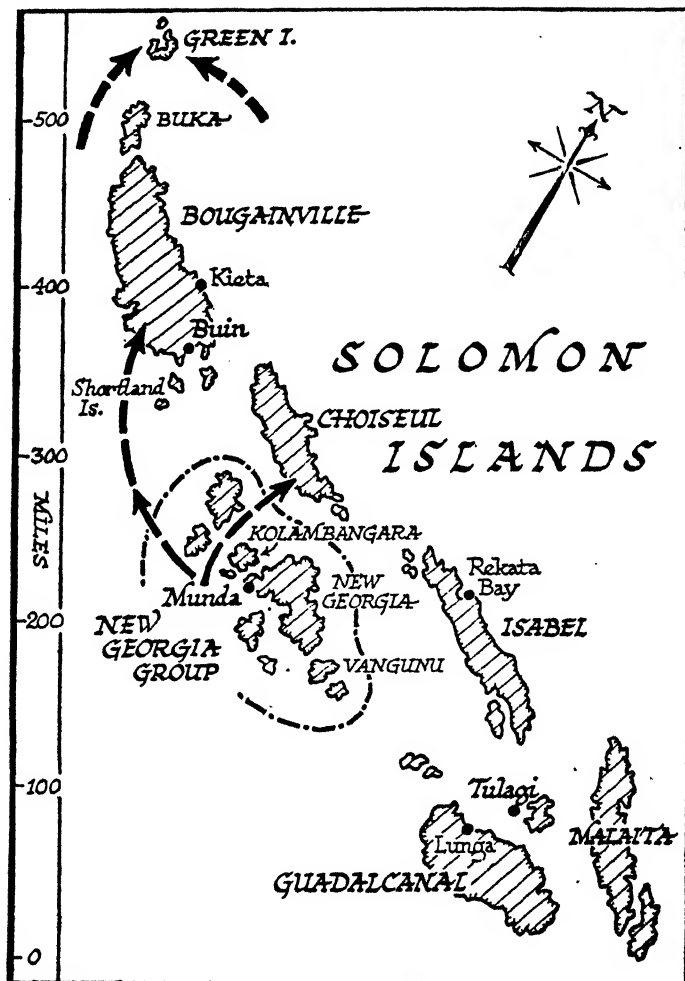 GREEN I.
-500
BUKA
BOUGAINVILLE
-400
Kieta
Buin
SOLOMON
Shortland
Is.
CHOISEUL
ISLANDS
-300
MILES
KOLAMBANGARA
Munda
NEW
GEORGIA
Rekata
Bay
-200
NEW
GEORGIA
GROUP
ISABEL
VANGUNU
-100
Tulagi
Lunga
MALAITA
GUADALCANAL
-0
N